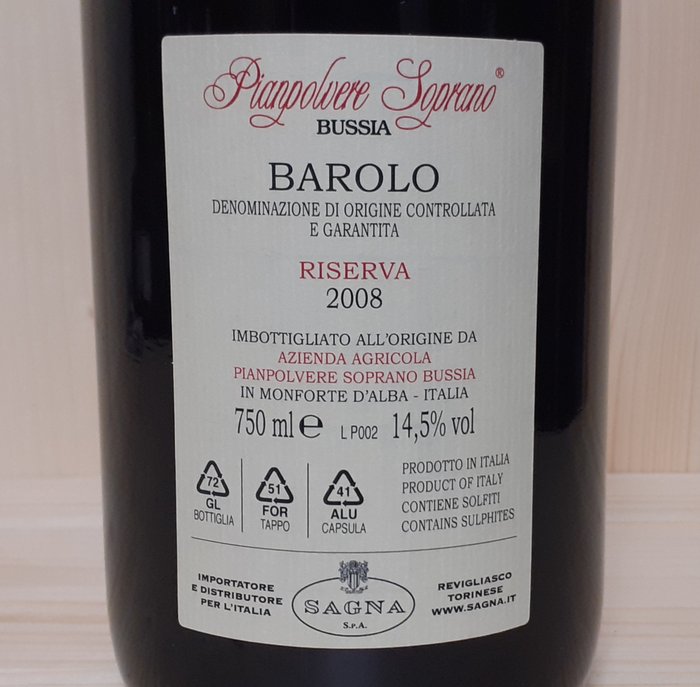 Pianpolvere Soprano®
BUSSIA
BAROLO
DENOMINAZIONE DI ORIGINE CONTROLLATA
E GARANTITA
RISERVA
2008
IMBOTTIGLIATO ALL'ORIGINE DA
AZIENDA AGRICOLA
PIANPOLVERE SOPRANO BUSSIA
IN MONFORTE D'ALBA - ITALIA
750 ml e L P002 14,5% vol
72
GL
BOTTIGLIA
51
FOR
TAPPO
41
ALU
CAPSULA
PRODOTTO IN ITALIA
PRODUCT OF ITALY
CONTIENE SOLFITI
CONTAINS SULPHITES
IMPORTATORE
E DISTRIBUTORE
PER L'ITALIA
SAGNA
S.p.A.
REVIGLIASCO
TORINESE
WWW.SAGNA.IT